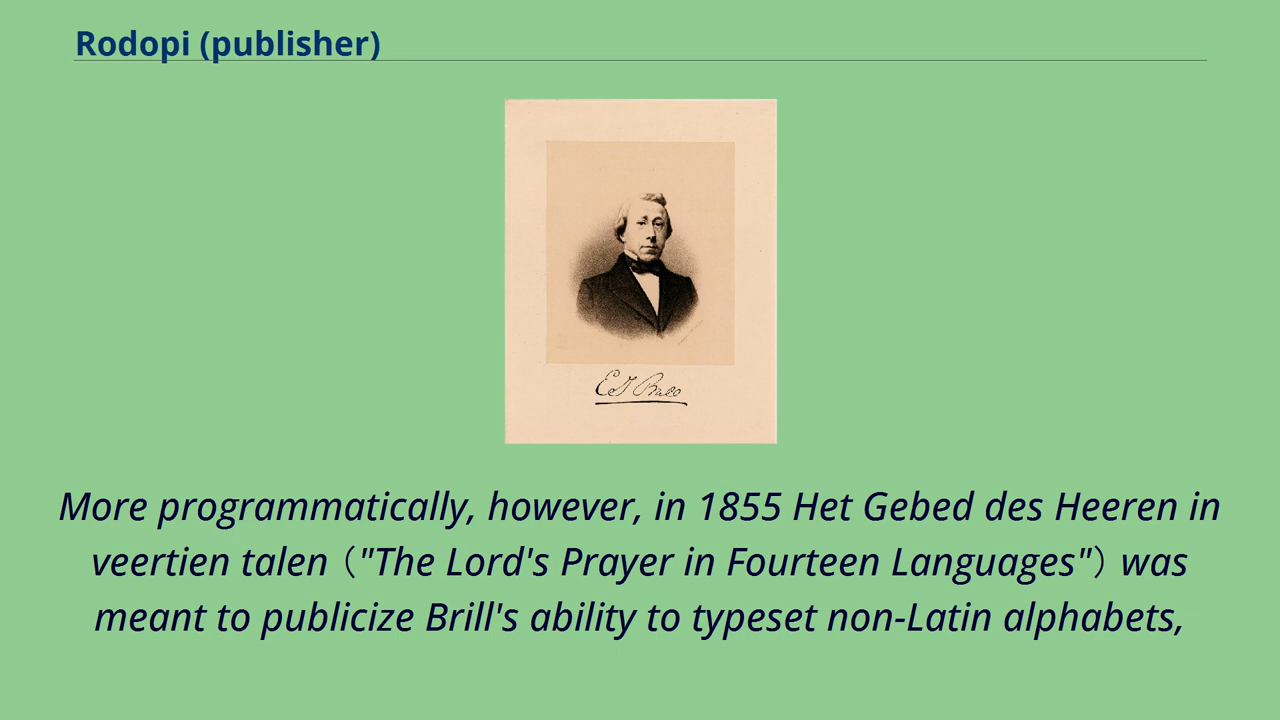 Rodopi (publisher)
E J Brill
More programmatically, however, in 1855 Het Gebed des Heeren in
veertien talen（"The Lord's Prayer in Fourteen Languages"）was
meant to publicize Brill's ability to typeset non-Latin alphabets,